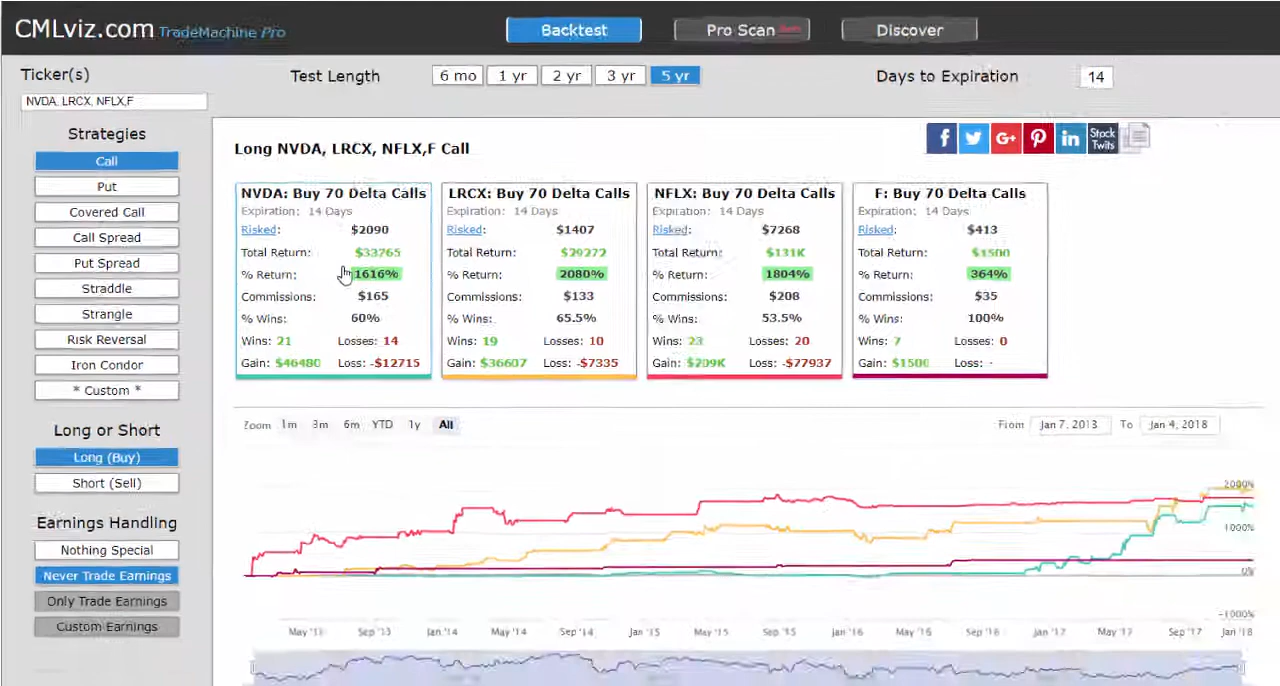 CMLviz.com TradeMachine Pro
Backtest
Pro Scan
Discover
Ticker(s)
NVDA, LRCX, NFLX,F
Test Length
6 mo
1 yr
2 yr
3 yr
5 yr
Days to Expiration
14
Strategies
Call
Put
Covered Call
Call Spread
Put Spread
Straddle
Strangle
Risk Reversal
Iron Condor
* Custom *
Long or Short
Long (Buy)
Short (Sell)
Earnings Handling
Nothing Special
Never Trade Earnings
Only Trade Earnings
Custom Earnings
f
G+
in
Stock
Twits
Long NVDA, LRCX, NFLX,F Call
NVDA: Buy 70 Delta Calls
Expiration: 14 Days
Risked: $2090
Total Return: $33765
% Return: 1616%
Commissions: $165
% Wins: 60%
Wins: 21 Losses: 14
Gain: $46480 Loss: -$12715
LRCX: Buy 70 Delta Calls
Expiration: 14 Days
Risked: $1407
Total Return: $29272
% Return: 2080%
Commissions: $133
% Wins: 65.5%
Wins: 19 Losses: 10
Gain: $36607 Loss: -$7335
NFLX: Buy 70 Delta Calls
Expiration: 14 Days
Risked: $7268
Total Return: $131K
% Return: 1804%
Commissions: $208
% Wins: 53.5%
Wins: 23 Losses: 20
Gain: $209K Loss: -$77937
F: Buy 70 Delta Calls
Expiration: 14 Days
Risked: $413
Total Return: $1500
% Return: 364%
Commissions: $35
% Wins: 100%
Wins: 7 Losses: 0
Gain: $1500 Loss: -
Zoom 1m 3m 6m YTD 1y All
From Jan 7, 2013 To Jan 4, 2018
2000%
1000%
0%
-1000%
May '13 Sep '13 Jan '14 May '14 Sep '14 Jan '15 May '15 Sep '15 Jan '16 May '16 Sep '16 Jan '17 May '17 Sep '17 Jan '18